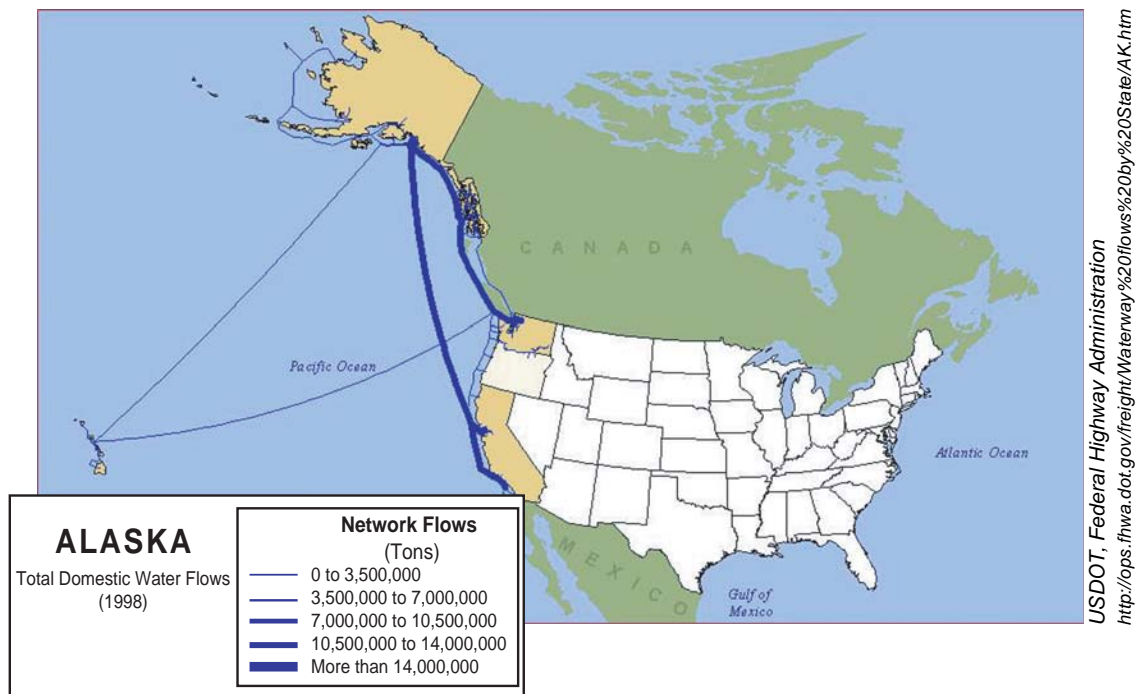 CANADA
Pacific Ocean
Atlantic Ocean
MEXICO
Gulf of
Mexico
ALASKA
Total Domestic Water Flows
(1998)
Network Flows
(Tons)
0 to 3,500,000
3,500,000 to 7,000,000
7,000,000 to 10,500,000
10,500,000 to 14,000,000
More than 14,000,000
USDOT, Federal Highway Administration
http://ops.fhwa.dot.gov/freight/Waterway%20flows%20by%20State/AK.htm